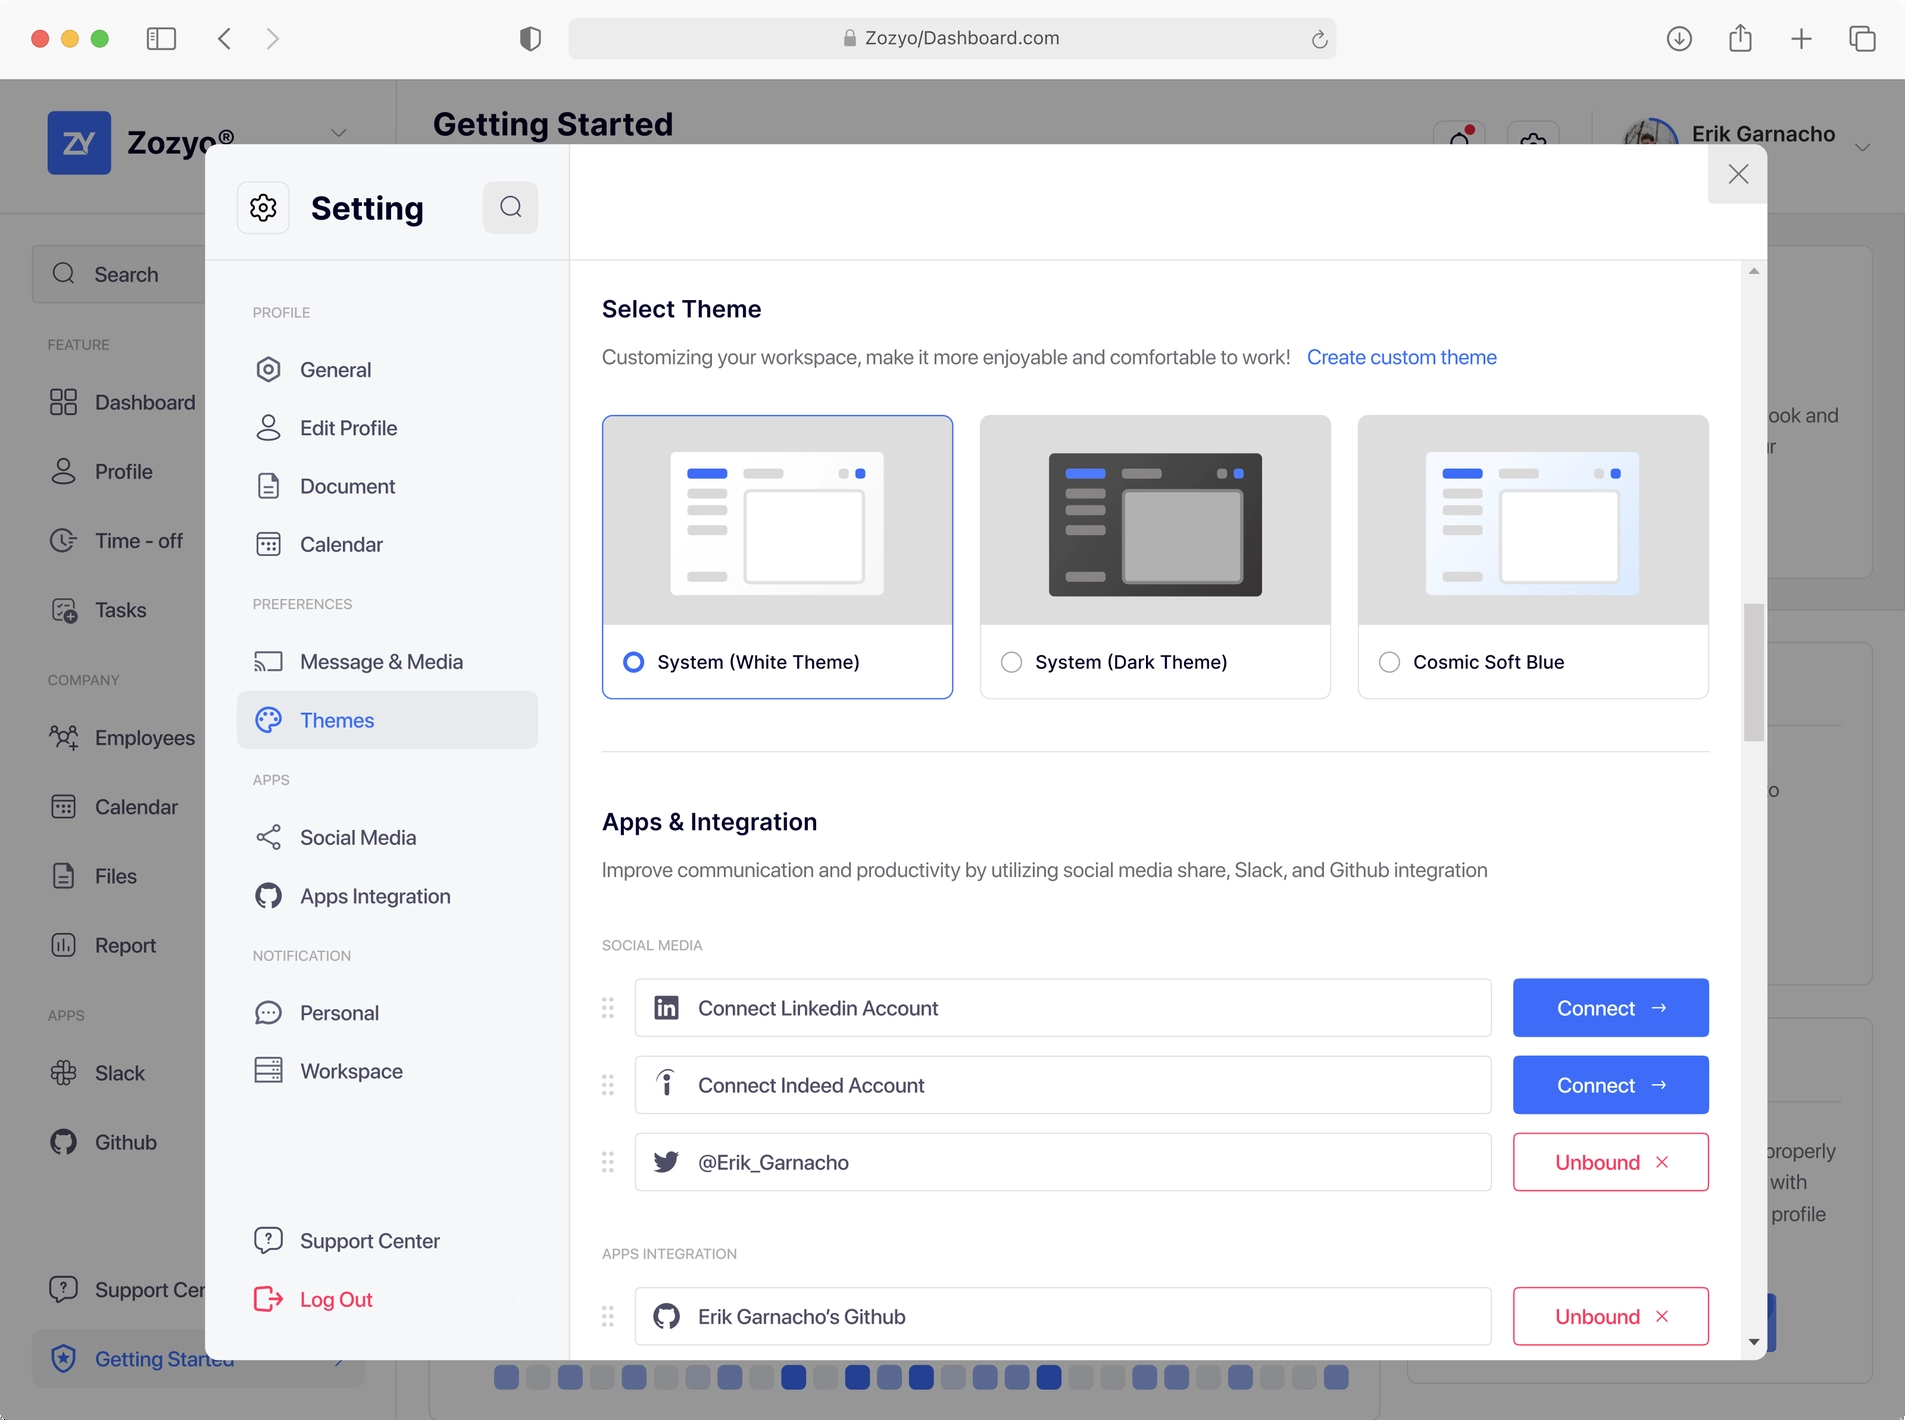 Zozyo/Dashboard.com
ZY
Zozyo®
Getting Started
Erik Garnacho
Search
FEATURE
Dashboard
Profile
Time - off
Tasks
COMPANY
Employees
Calendar
Files
Report
APPS
Slack
Github
Support Cer
Getting Started
Setting
PROFILE
General
Edit Profile
Document
Calendar
PREFERENCES
Message & Media
Themes
APPS
Social Media
Apps Integration
NOTIFICATION
Personal
Workspace
Support Center
Log Out
Select Theme
Customizing your workspace, make it more enjoyable and comfortable to work! Create custom theme
System (White Theme)
System (Dark Theme)
Cosmic Soft Blue
Apps & Integration
Improve communication and productivity by utilizing social media share, Slack, and Github integration
SOCIAL MEDIA
Connect Linkedin Account
Connect →
Connect Indeed Account
Connect →
@Erik_Garnacho
Unbound ×
APPS INTEGRATION
Erik Garnacho’s Github
Unbound ×
ook and
properly
with
profile